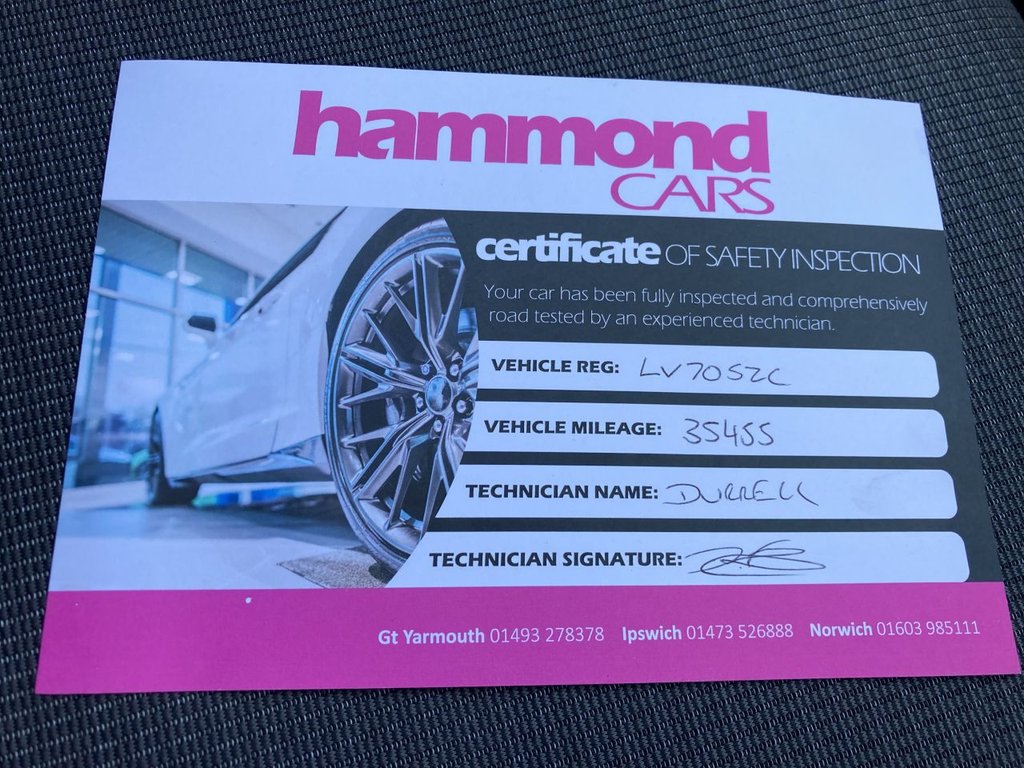 hammond
CARS
certificate OF SAFETY INSPECTION
Your car has been fully inspected and comprehensively
road tested by an experienced technician.
VEHICLE REG: LV70SZC
VEHICLE MILEAGE: 35455
TECHNICIAN NAME: DURRELL
TECHNICIAN SIGNATURE:
Gt Yarmouth 01493 278378 Ipswich 01473 526888 Norwich 01603 985111